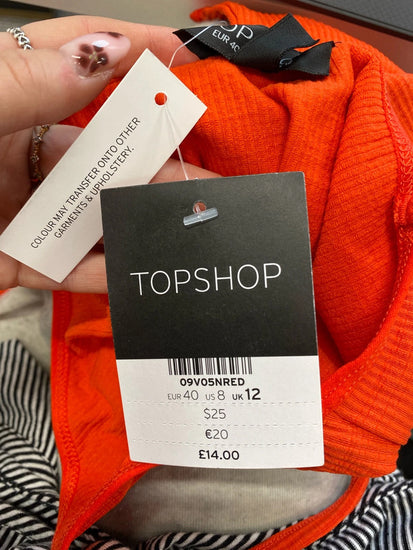 OP
EUR 40
COLOUR MAY TRANSFER ONTO OTHER
GARMENTS & UPHOLSTERY.
TOPSHOP
09V05NRED
EUR 40 US 8 UK 12
$25
€20
£14.00